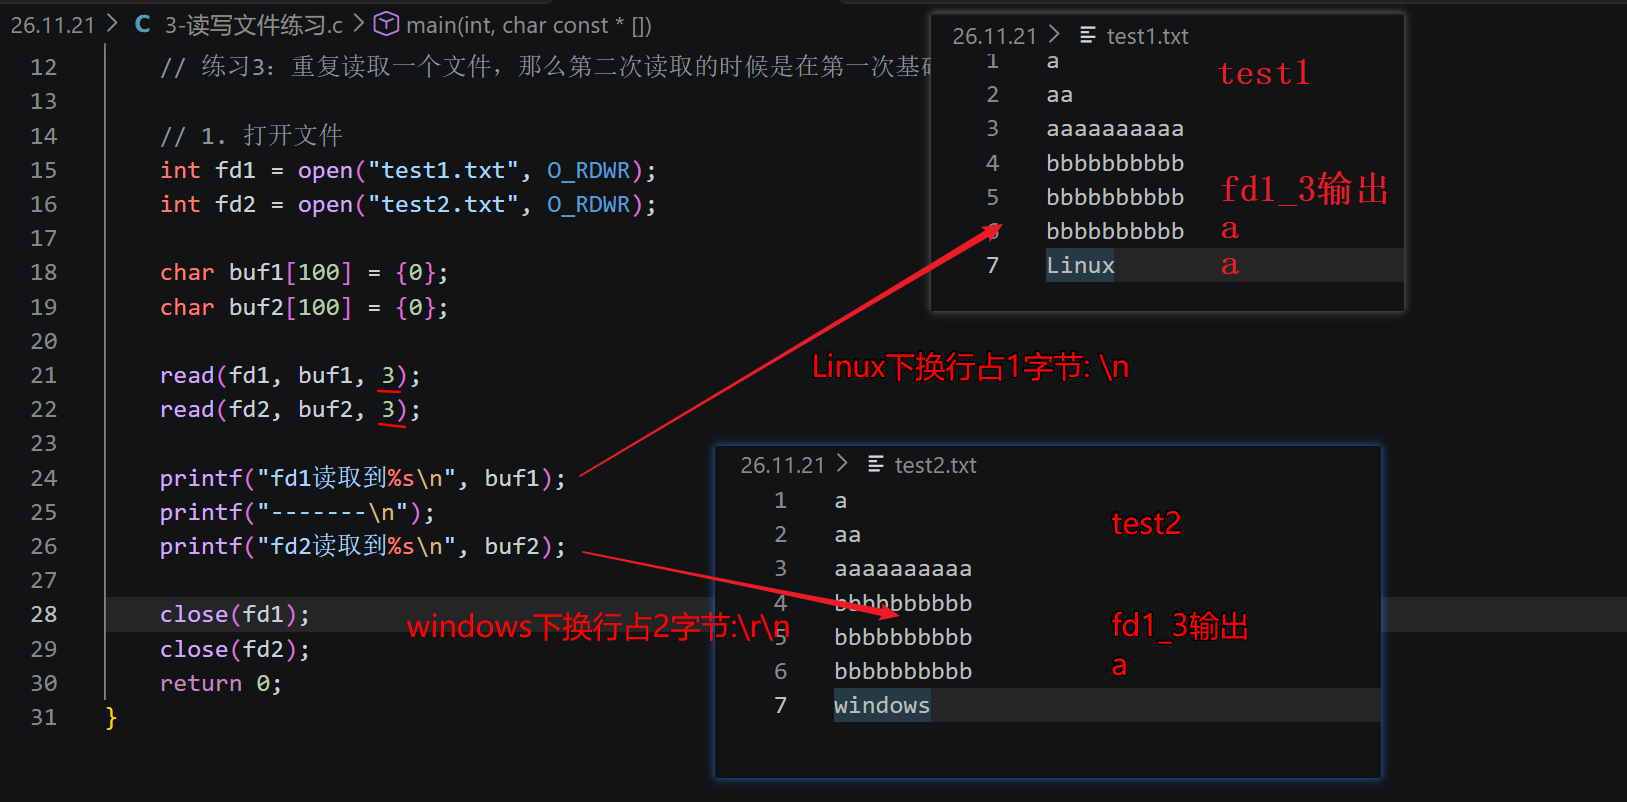 26.11.21 > C 3-读写文件练习.c > main(int, char const * [])
12 // 练习3：重复读取一个文件，那么第二次读取的时候是在第一次基
13
14 // 1. 打开文件
15 int fd1 = open("test1.txt", O_RDWR);
16 int fd2 = open("test2.txt", O_RDWR);
17
18 char buf1[100] = {0};
19 char buf2[100] = {0};
20
21 read(fd1, buf1, 3);
22 read(fd2, buf2, 3);
23
24 printf("fd1读取到%s\n", buf1);
25 printf("-------\n");
26 printf("fd2读取到%s\n", buf2);
27
28 close(fd1);
29 close(fd2);
30 return 0;
31 }
26.11.21 > test1.txt
1 a
2 aa
3 aaaaaaaaaa
4 bbbbbbbbbb
5 bbbbbbbbbb
6 bbbbbbbbbb
7 Linux
test1
fd1_3输出
a
a
Linux下换行占1字节: \n
26.11.21 > test2.txt
1 a
2 aa
3 aaaaaaaaaa
4 bbbbbbbbbb
5 bbbbbbbbbb
6 bbbbbbbbbb
7 windows
test2
fd1_3输出
a
windows下换行占2字节:\r\n